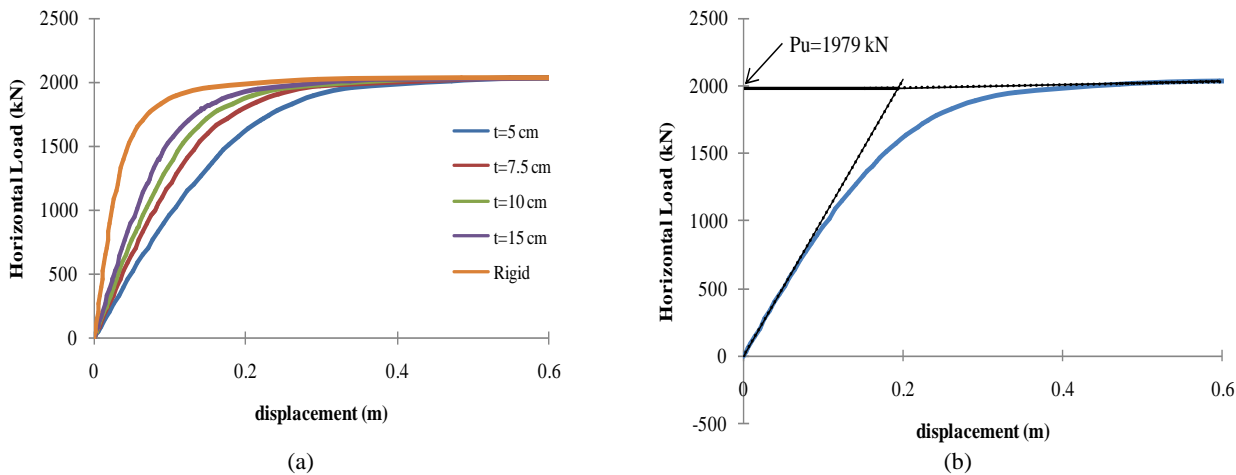 2500
2000
1500
1000
500
0
0
0.2
0.4
0.6
Horizontal Load (kN)
displacement (m)
t=5 cm
t=7.5 cm
t=10 cm
t=15 cm
Rigid
(a)
2500
2000
1500
1000
500
0
-500
0
0.2
0.4
0.6
Horizontal Load (kN)
displacement (m)
Pu=1979 kN
(b)